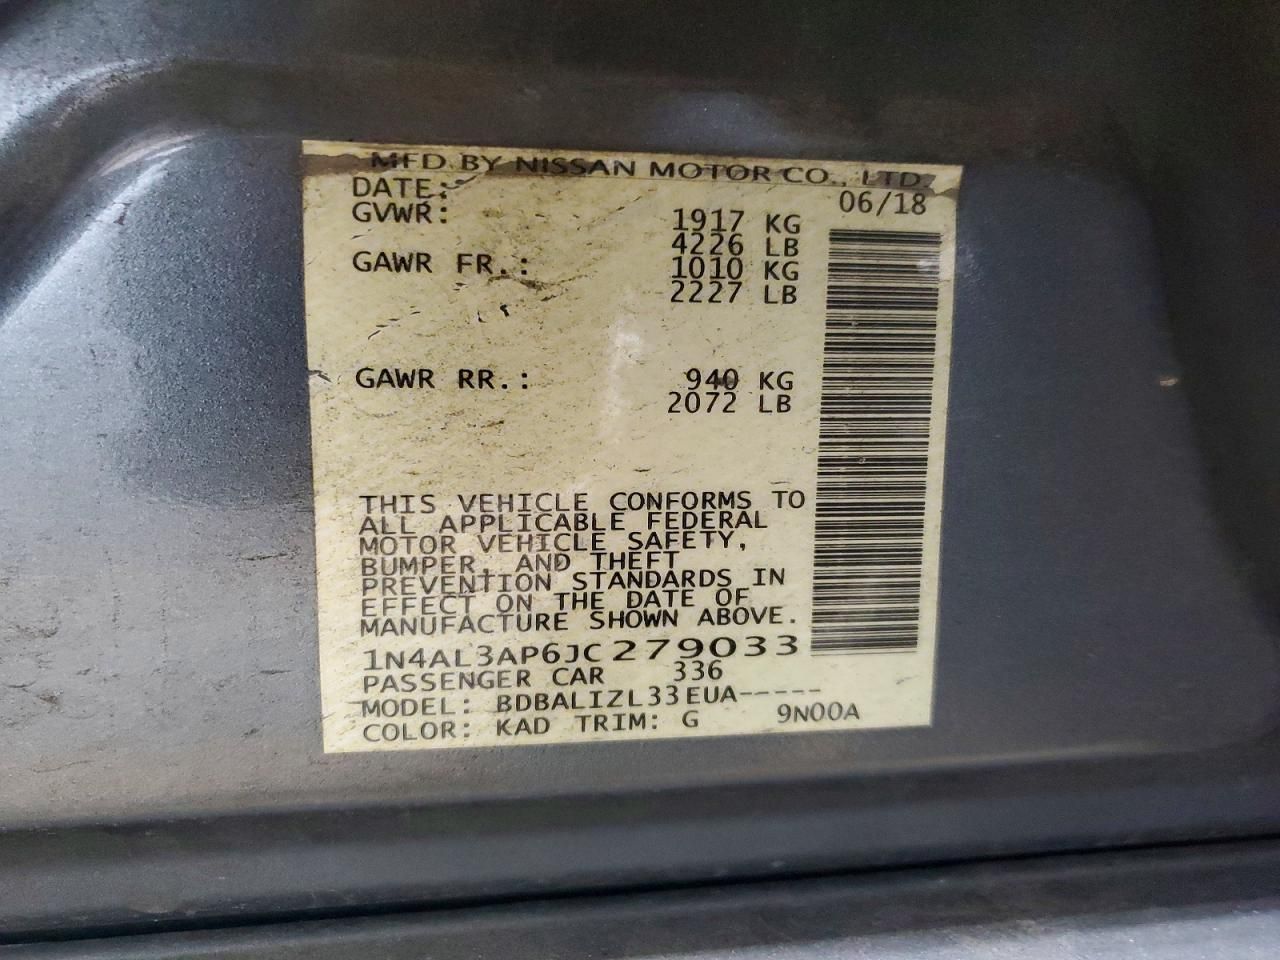 MFD.BY NISSAN MOTOR CO., LTD.
DATE: 06/18
GVWR: 1917 KG
4226 LB
GAWR FR.: 1010 KG
2227 LB
GAWR RR.: 940 KG
2072 LB
THIS VEHICLE CONFORMS TO
ALL APPLICABLE FEDERAL
MOTOR VEHICLE SAFETY,
BUMPER, AND THEFT
PREVENTION STANDARDS IN
EFFECT ON THE DATE OF
MANUFACTURE SHOWN ABOVE.
1N4AL3AP6JC279033
PASSENGER CAR 336
MODEL: BDBALIZL33EUA-----
COLOR: KAD TRIM: G 9N00A